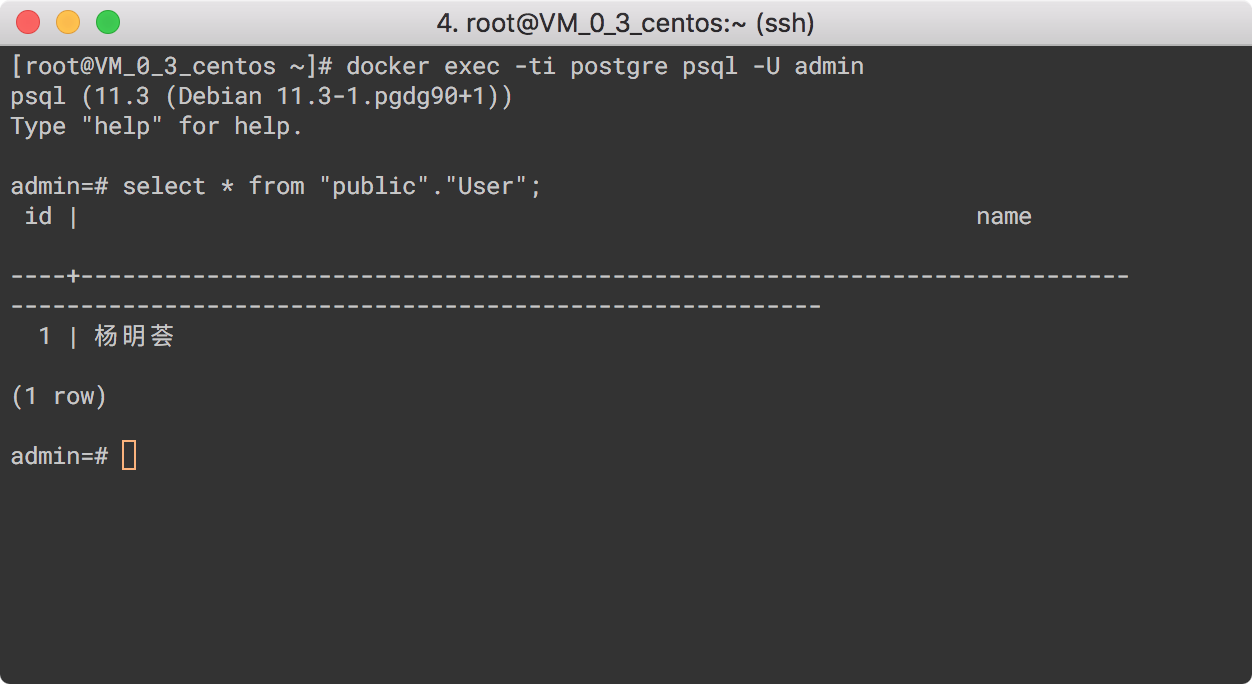 4. root@VM_0_3_centos:~ (ssh)
[root@VM_0_3_centos ~]# docker exec -ti postgre psql -U admin
psql (11.3 (Debian 11.3-1.pgdg90+1))
Type "help" for help.
admin=# select * from "public"."User";
 id |                                                                name
----+---------------------------------------------------------------------------
----------------------------------------------------------
  1 | 杨明荟
(1 row)
admin=#